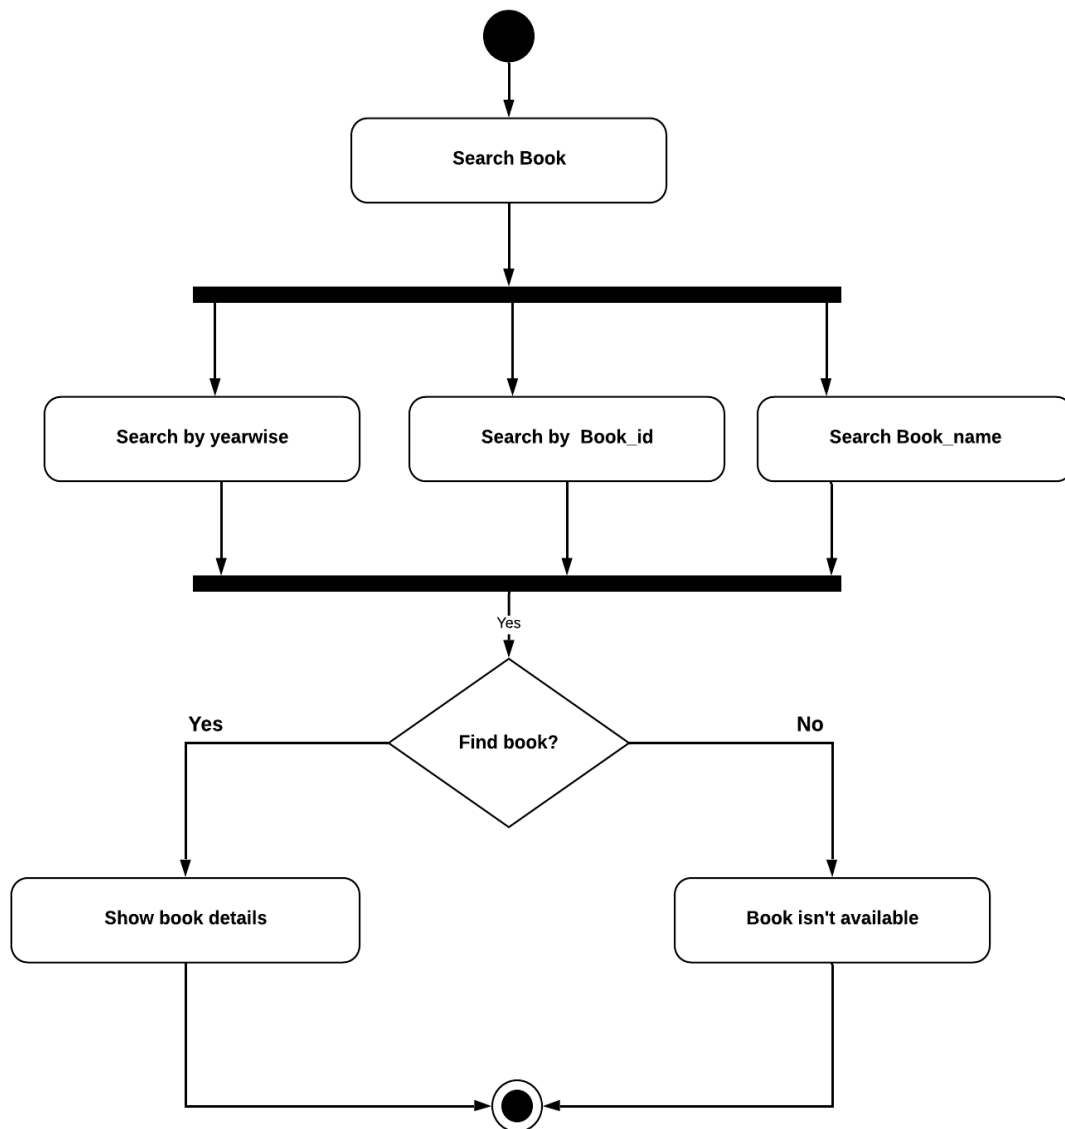 Search Book
Search by yearwise
Search by  Book_id
Search Book_name
Yes
Find book?
Yes
No
Show book details
Book isn't available